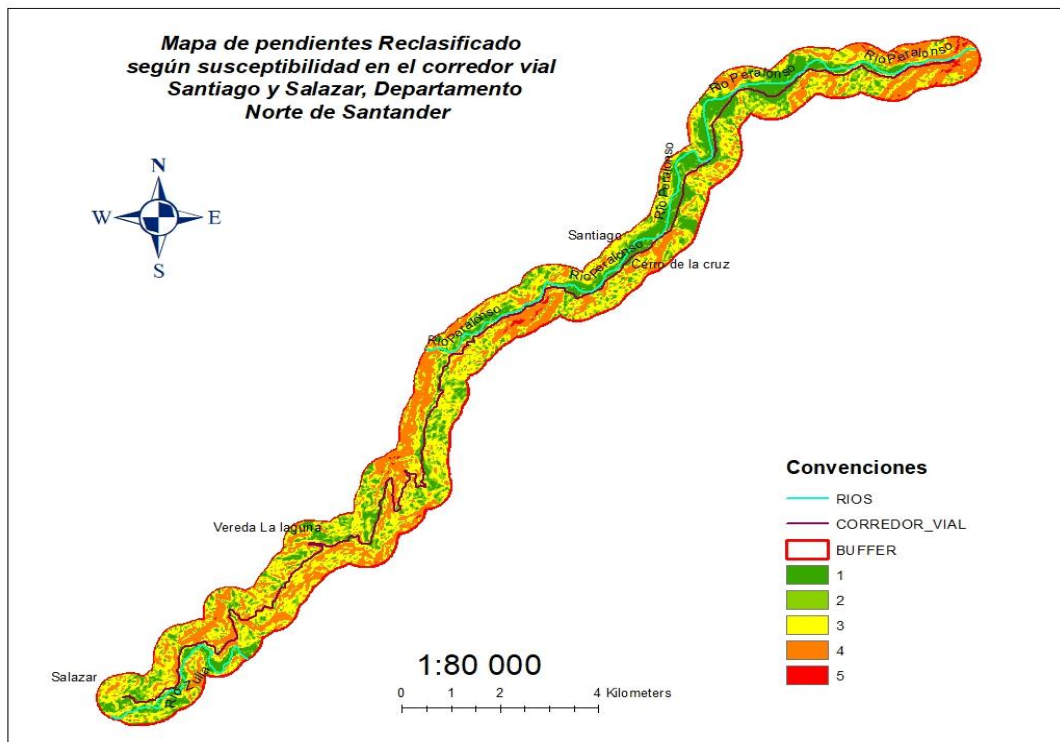 Mapa de pendientes Reclasificado
según susceptibilidad en el corredor vial
Santiago y Salazar, Departamento
Norte de Santander
N
W
E
S
Río Peralonso
Río Peralonso
Río Peralonso
Santiago
Río Peralonso
Cerro de la cruz
Río Peralonso
Vereda La laguna
Salazar
Río Zulia
Convenciones
RIOS
CORREDOR_VIAL
BUFFER
1
2
3
4
5
1:80 000
0 1 2 4 Kilometers